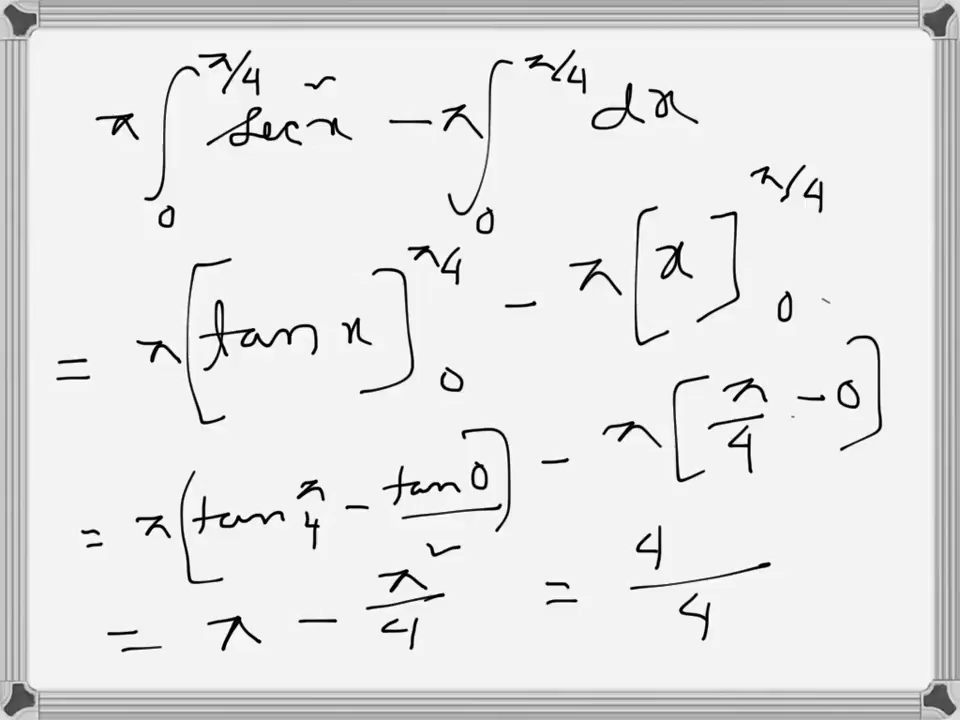 π ∫₀^{π/4} sec²x − π ∫₀^{π/4} dx
= π [tan x]₀^{π/4} − π [x]₀^{π/4}
= π [tan π/4 − tan 0] − π [π/4 − 0]
= π − π²/4 = 4/4